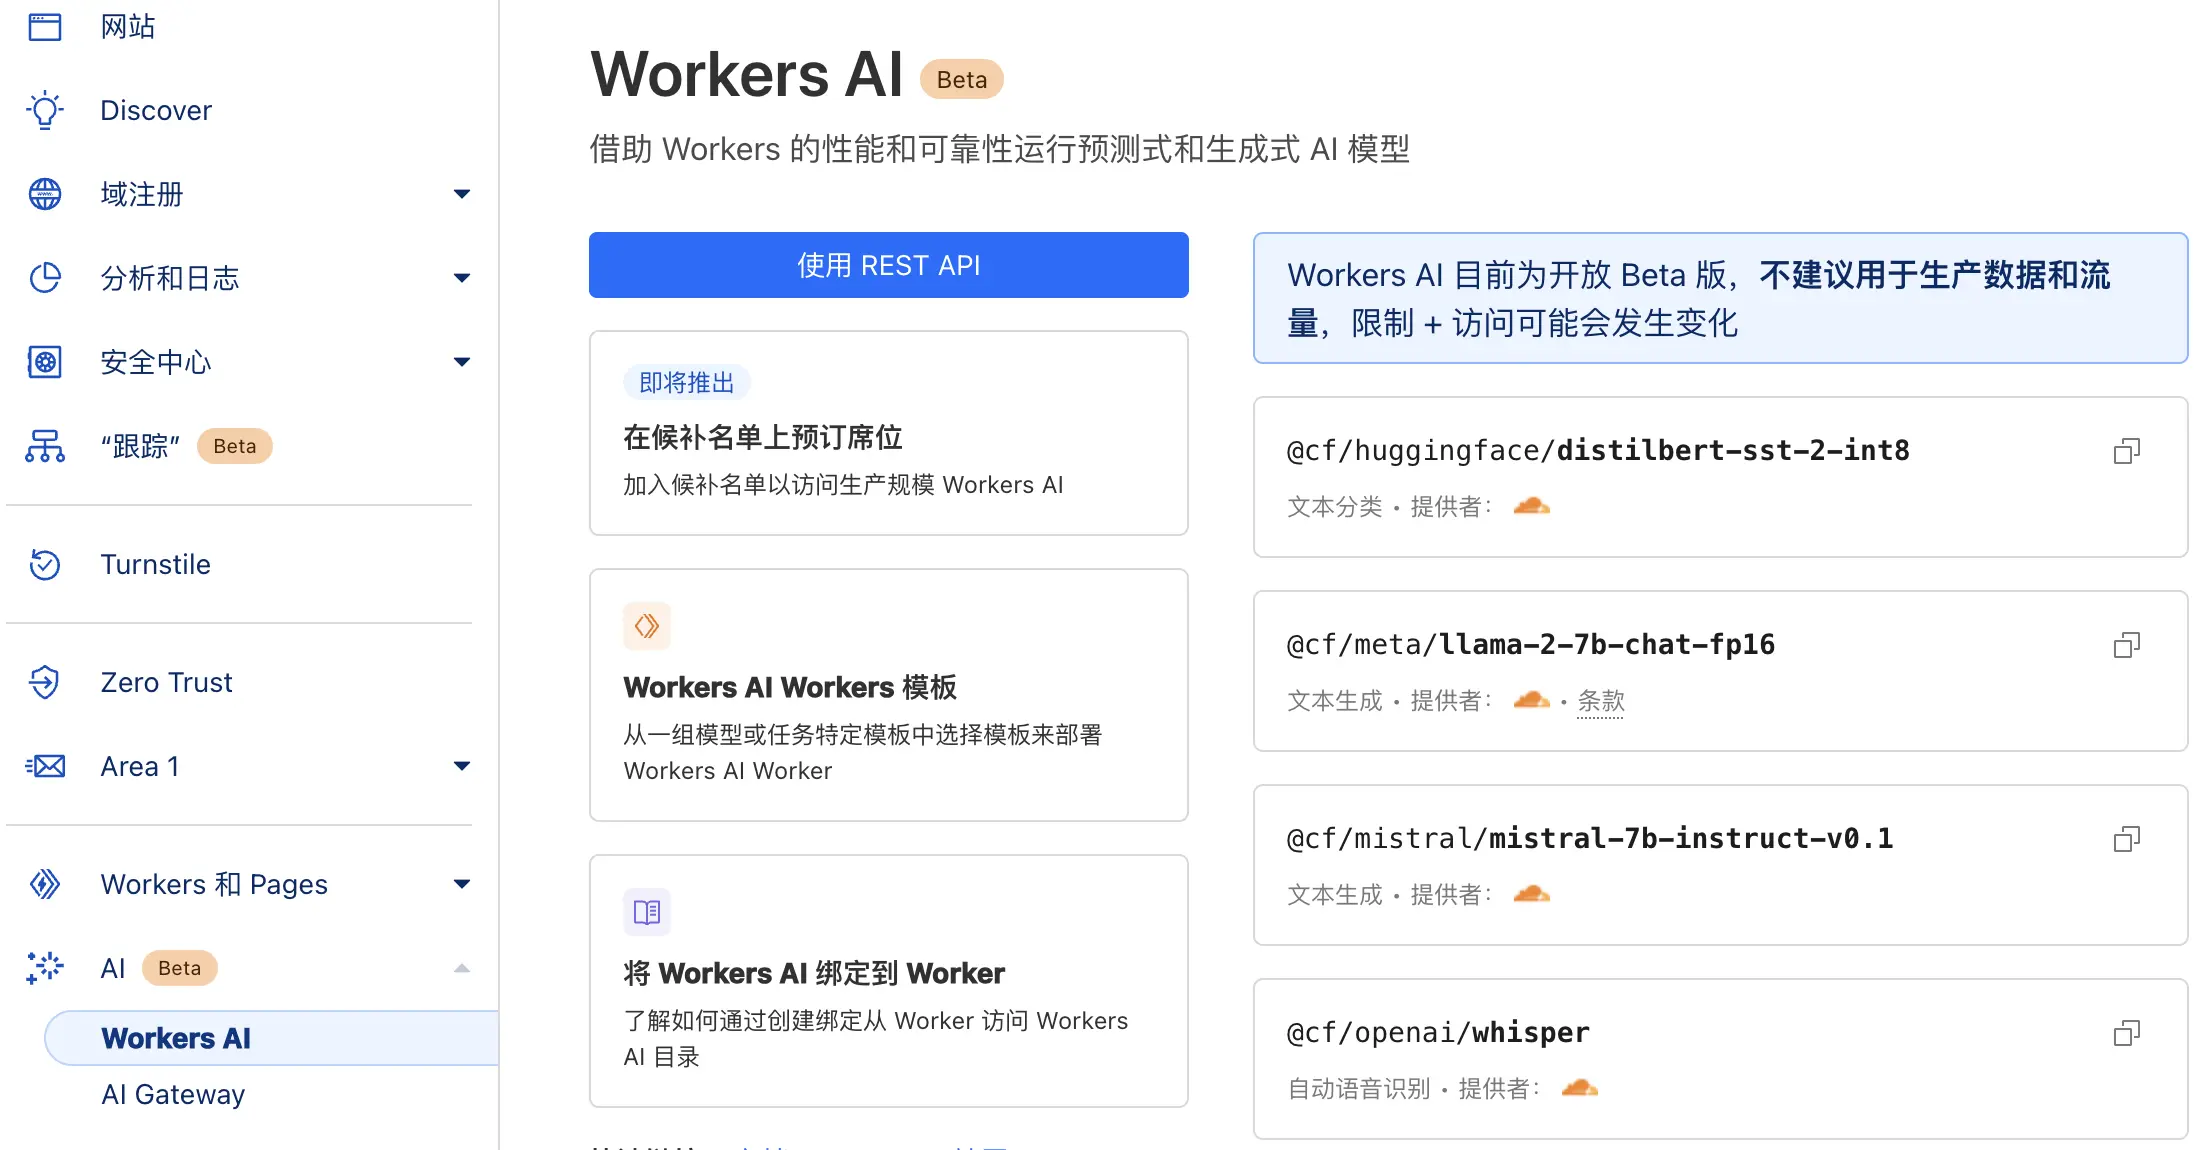 网站
Discover
域注册
分析和日志
安全中心
“跟踪” Beta
Turnstile
Zero Trust
Area 1
Workers 和 Pages
AI Beta
Workers AI
AI Gateway
Workers AI Beta
借助 Workers 的性能和可靠性运行预测式和生成式 AI 模型
使用 REST API
即将推出
在候补名单上预订席位
加入候补名单以访问生产规模 Workers AI
Workers AI Workers 模板
从一组模型或任务特定模板中选择模板来部署
Workers AI Worker
将 Workers AI 绑定到 Worker
了解如何通过创建绑定从 Worker 访问 Workers
AI 目录
Workers AI 目前为开放 Beta 版，不建议用于生产数据和流
量，限制 + 访问可能会发生变化
@cf/huggingface/distilbert-sst-2-int8
文本分类 • 提供者：
@cf/meta/llama-2-7b-chat-fp16
文本生成 • 提供者： • 条款
@cf/mistral/mistral-7b-instruct-v0.1
文本生成 • 提供者：
@cf/openai/whisper
自动语音识别 • 提供者：